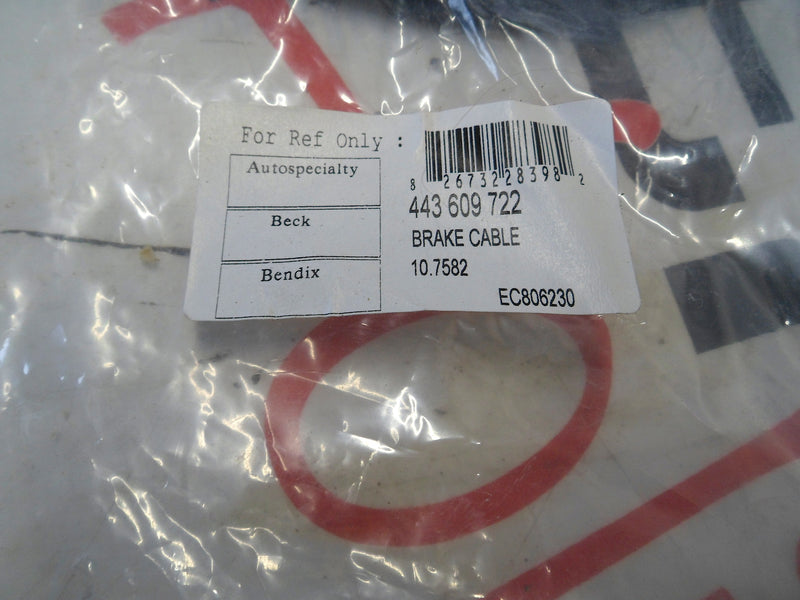 For Ref Only :
Autospecialty
Beck
Bendix
8 26732 28398 2
443 609 722
BRAKE CABLE
10.7582
EC806230